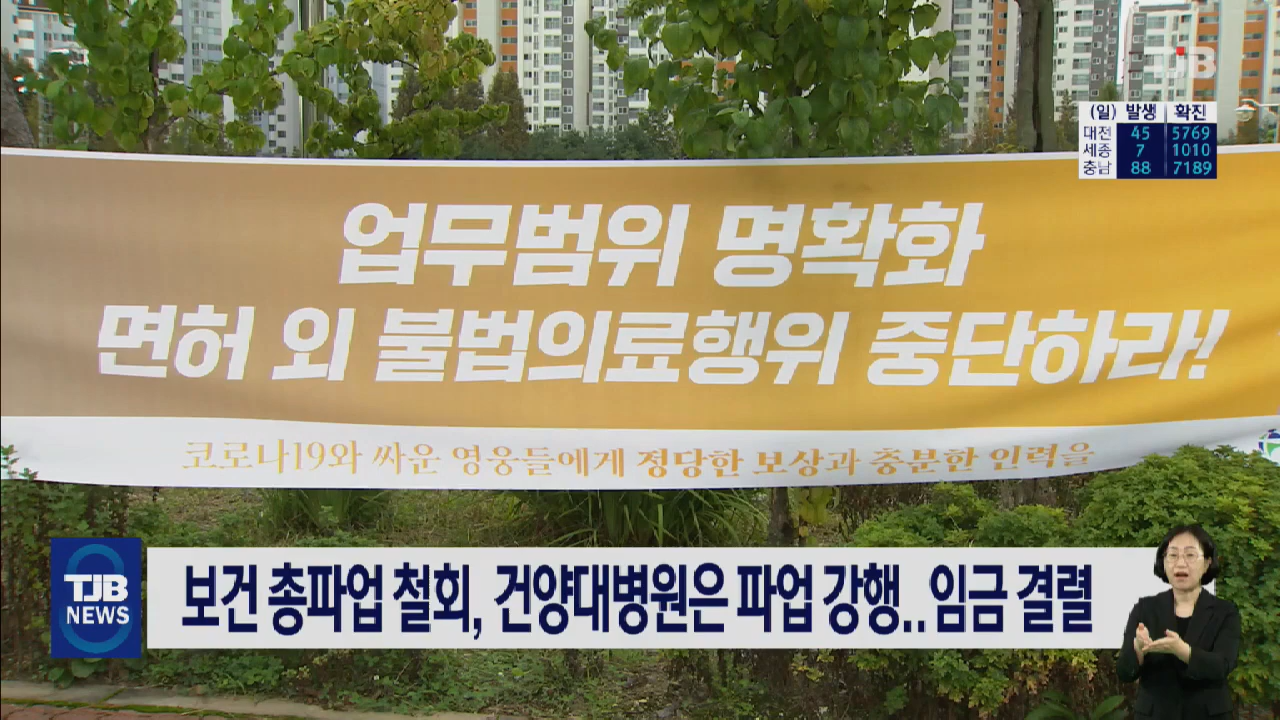 TJB
(일) 발생 확진
대전 45 5769
세종 7 1010
충남 88 7189
업무범위 명확화
면허 외 불법의료행위 중단하라!
코로나19와 싸운 영웅들에게 정당한 보상과 충분한 인력을
TJB
8
NEWS
보건 총파업 철회, 건양대병원은 파업 강행.. 임금 결렬